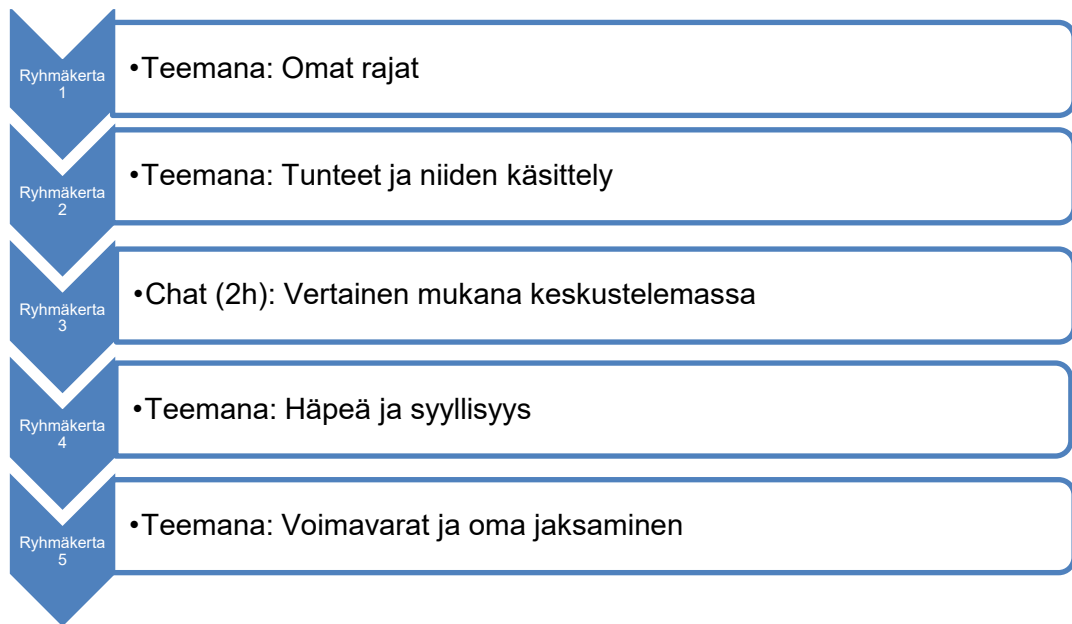 Ryhmäkerta
1
•Teemana: Omat rajat
Ryhmäkerta
2
•Teemana: Tunteet ja niiden käsittely
Ryhmäkerta
3
•Chat (2h): Vertainen mukana keskustelemassa
Ryhmäkerta
4
•Teemana: Häpeä ja syyllisyys
Ryhmäkerta
5
•Teemana: Voimavarat ja oma jaksaminen